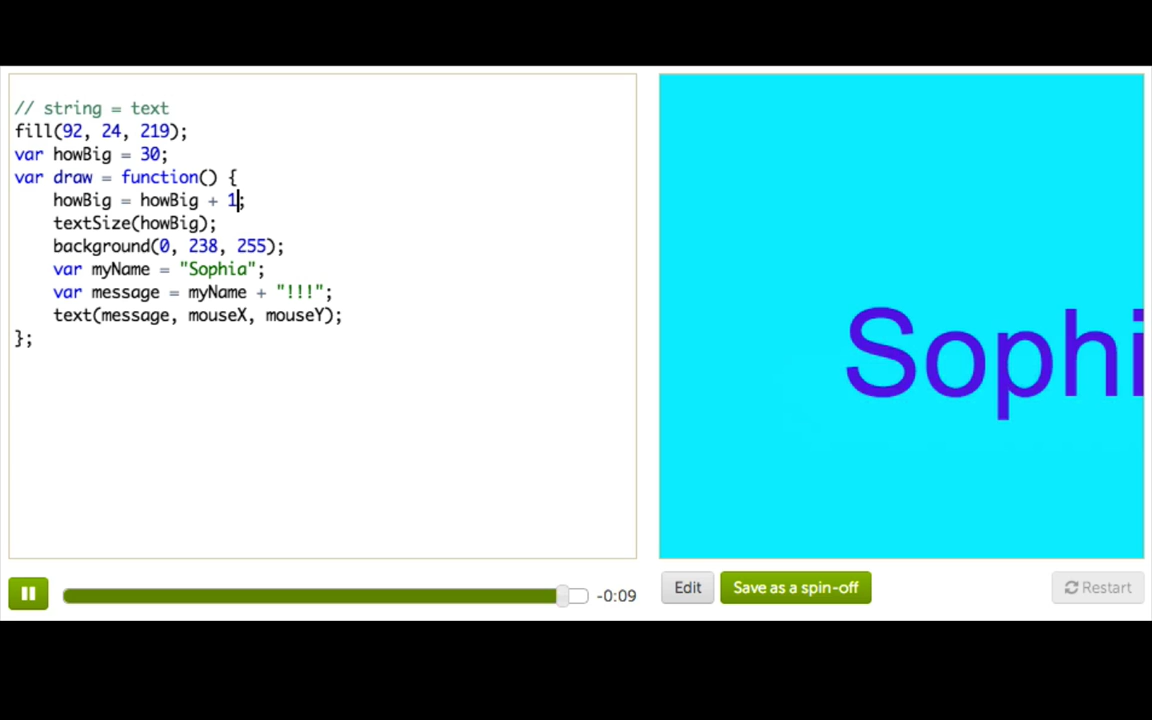 // string = text
fill(92, 24, 219);
var howBig = 30;
var draw = function() {
howBig = howBig + 1;
textSize(howBig);
background(0, 238, 255);
var myName = "Sophia";
var message = myName + "!!!";
text(message, mouseX, mouseY);
};
Sophi
-0:09
Edit
Save as a spin-off
Restart